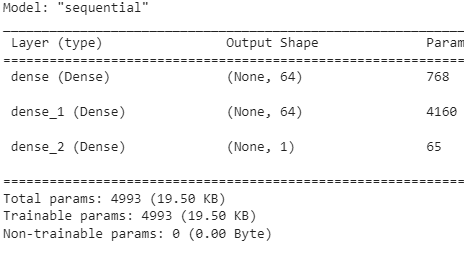 Model: "sequential"
Layer (type) Output Shape Param
dense (Dense) (None, 64) 768
dense_1 (Dense) (None, 64) 4160
dense_2 (Dense) (None, 1) 65
Total params: 4993 (19.50 KB)
Trainable params: 4993 (19.50 KB)
Non-trainable params: 0 (0.00 Byte)